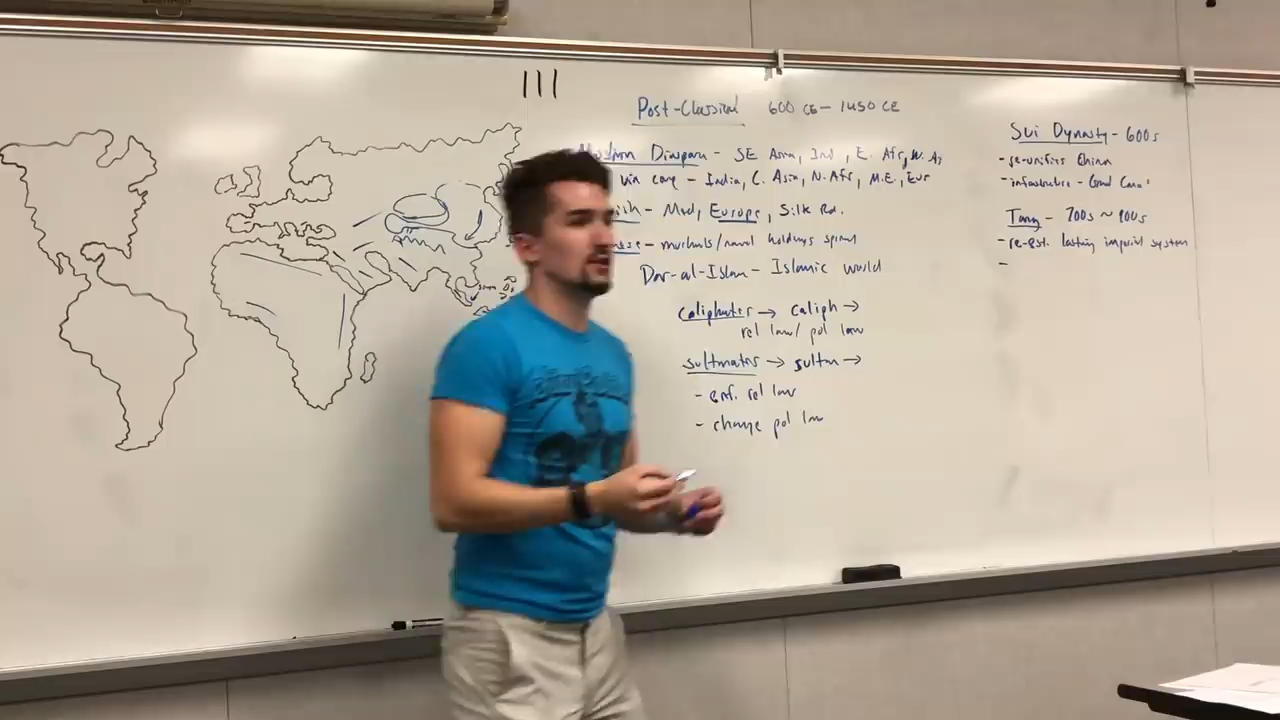 III
Post-Classical 600 CE - 1450 CE
Diaspora - SE Asia, Ind, E. Afr, W. Af
via conq - India, C. Asia, N. Afr, M.E., Eur
- Med, Europe, Silk Rd.
- merchants/naval holdings
Dar-al-Islam - Islamic world
caliphates → caliph →
rel law/ pol law
sultanates → sultan →
- enf. rel law
- change pol law
Sui Dynasty - 600s
- re-unifies China
- infrastructure - Grand Canal
Tang - 700s ~ 900s
- re-est. lasting imperial system
-